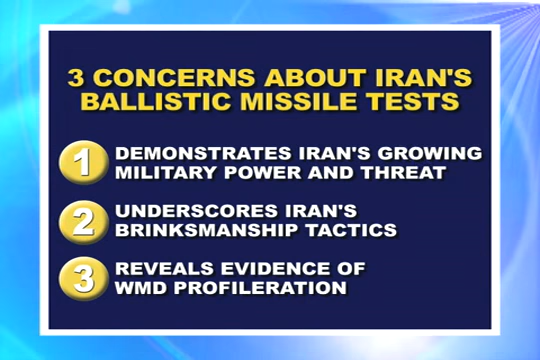 3 CONCERNS ABOUT IRAN'S
BALLISTIC MISSILE TESTS
1 DEMONSTRATES IRAN'S GROWING
MILITARY POWER AND THREAT
2 UNDERSCORES IRAN'S
BRINKSMANSHIP TACTICS
3 REVEALS EVIDENCE OF
WMD PROFILERATION